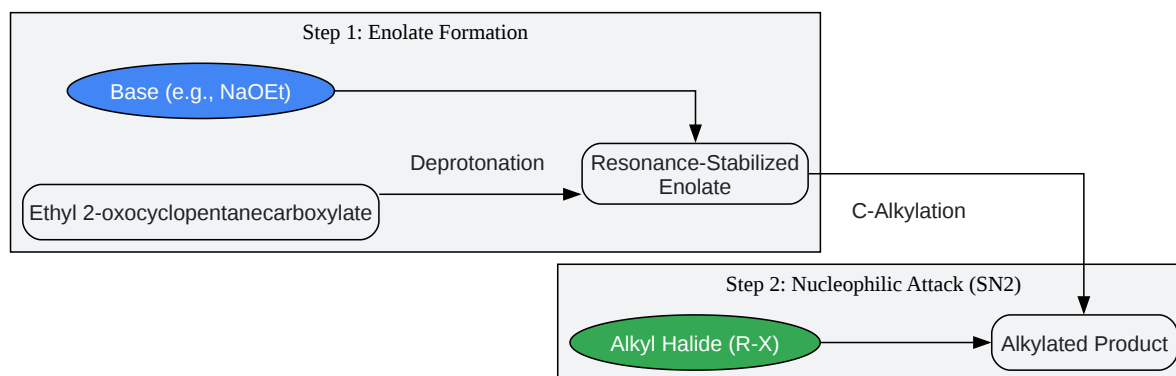 Step 1: Enolate Formation
Base (e.g., NaOEt)
Deprotonation
Resonance-Stabilized
Enolate
Ethyl 2-oxocyclopentanecarboxylate
C-Alkylation
Step 2: Nucleophilic Attack (SN2)
Alkyl Halide (R-X)
Alkylated Product